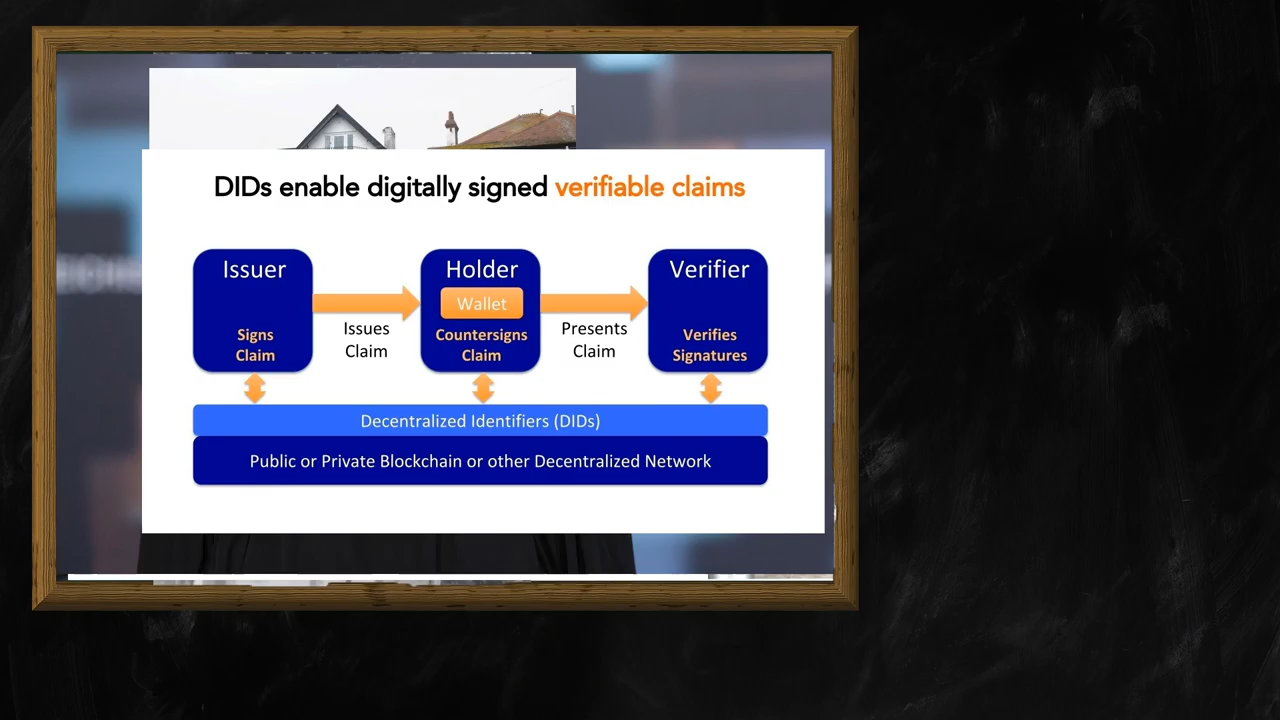 DIDs enable digitally signed verifiable claims
Issuer
Holder
Verifier
Wallet
Signs
Claim
Issues
Claim
Countersigns
Claim
Presents
Claim
Verifies
Signatures
Decentralized Identifiers (DIDs)
Public or Private Blockchain or other Decentralized Network